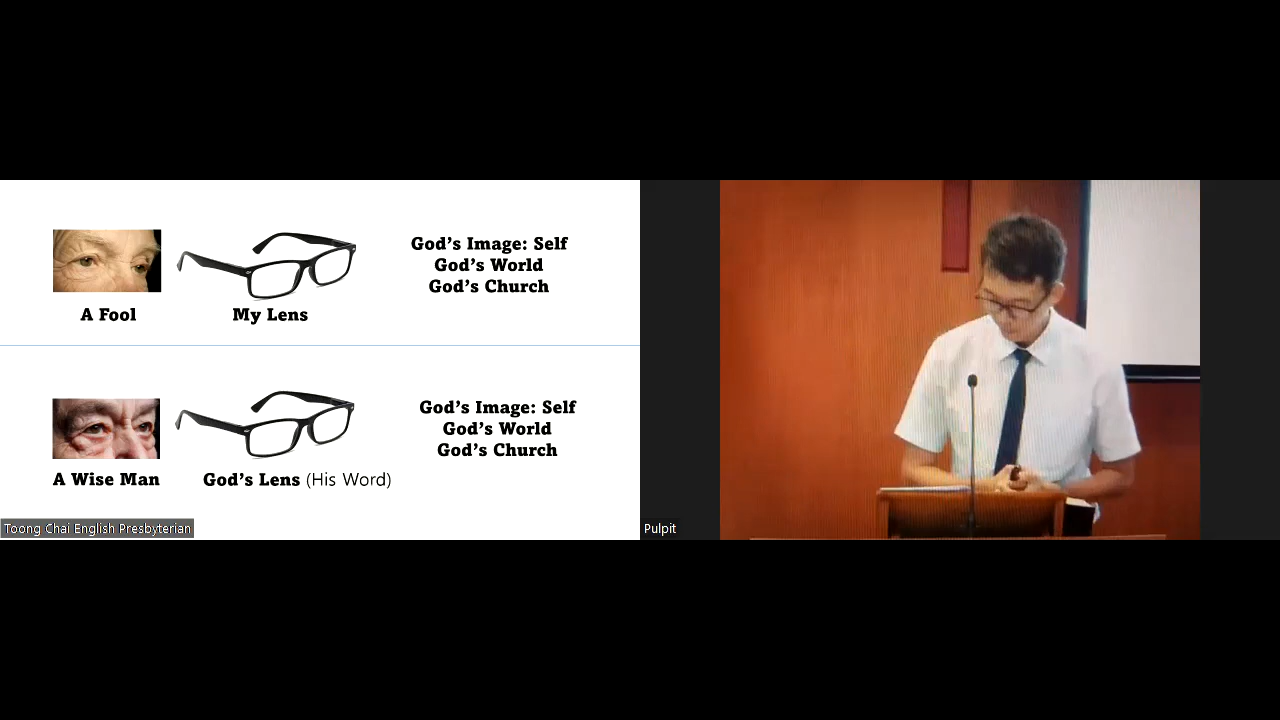 God's Image: Self
God's World
God's Church
A Fool
My Lens
God's Image: Self
God's World
God's Church
A Wise Man
God's Lens (His Word)
Toong Chai English Presbyterian
Pulpit